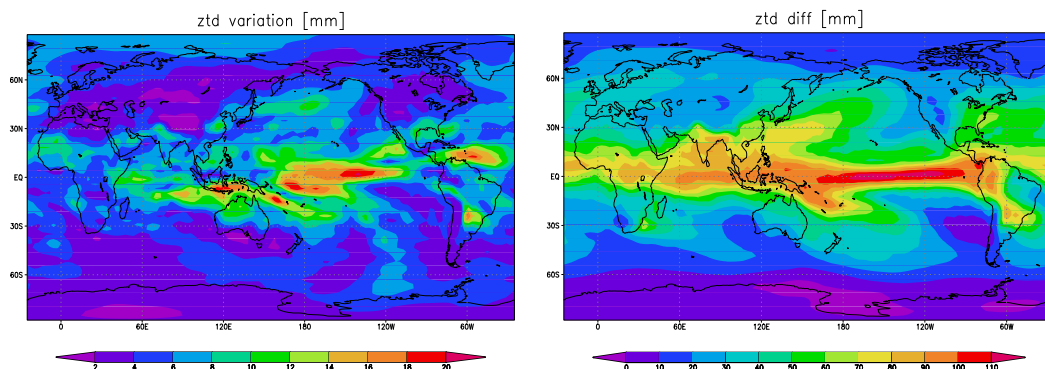 ztd variation [mm]
60N
30N
EQ
30S
60S
0 60E 120E 180 120W 60W
2 4 6 8 10 12 14 16 18 20
ztd diff [mm]
60N
30N
EQ
30S
60S
0 60E 120E 180 120W 60W
0 10 20 30 40 50 60 70 80 90 100 110